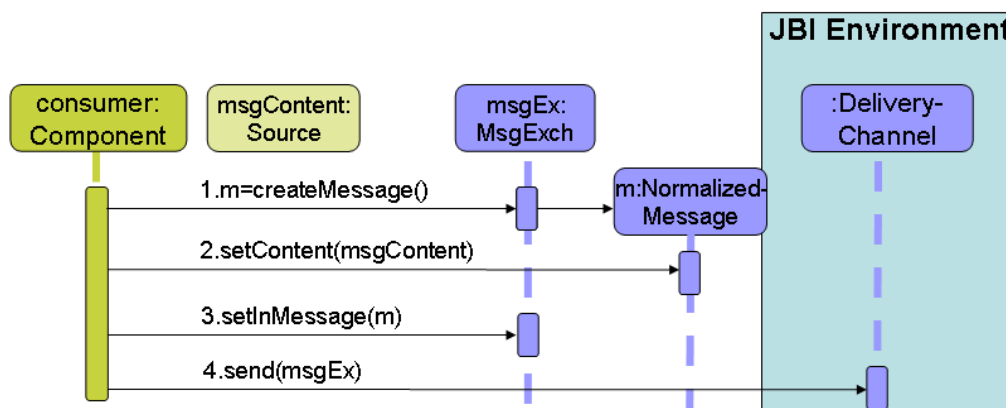 JBI Environment
consumer:
Component
msgContent:
Source
msgEx:
MsgExch
:Delivery-
Channel
1.m=createMessage()
m:Normalized-
Message
2.setContent(msgContent)
3.setInMessage(m)
4.send(msgEx)